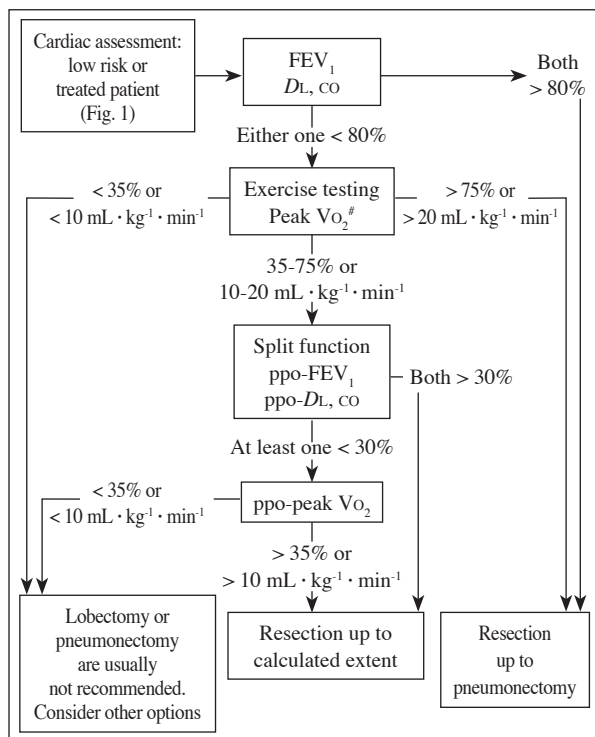 Cardiac assessment:
low risk or
treated patient
(Fig. 1)
FEV₁
DL, CO
Both
> 80%
Either one < 80%
< 35% or
< 10 mL · kg⁻¹ · min⁻¹
Exercise testing
Peak VO₂#
> 75% or
> 20 mL · kg⁻¹ · min⁻¹
35-75% or
10-20 mL · kg⁻¹ · min⁻¹
Split function
ppo-FEV₁
ppo-DL, CO
Both > 30%
At least one < 30%
< 35% or
< 10 mL · kg⁻¹ · min⁻¹
ppo-peak VO₂
> 35% or
> 10 mL · kg⁻¹ · min⁻¹
Lobectomy or
pneumonectomy
are usually
not recommended.
Consider other options
Resection up to
calculated extent
Resection
up to
pneumonectomy